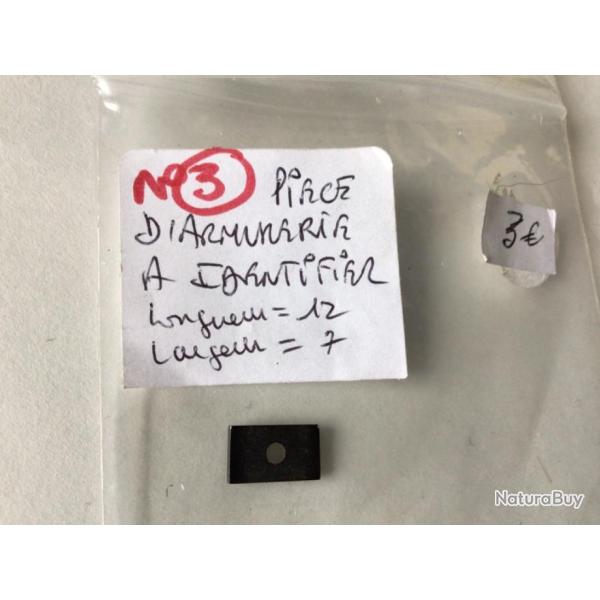 N°3 PIECE
D'ARMURERIE
A IDENTIFIER
longueur = 12
Largeur = 7
3€
NaturaBuy